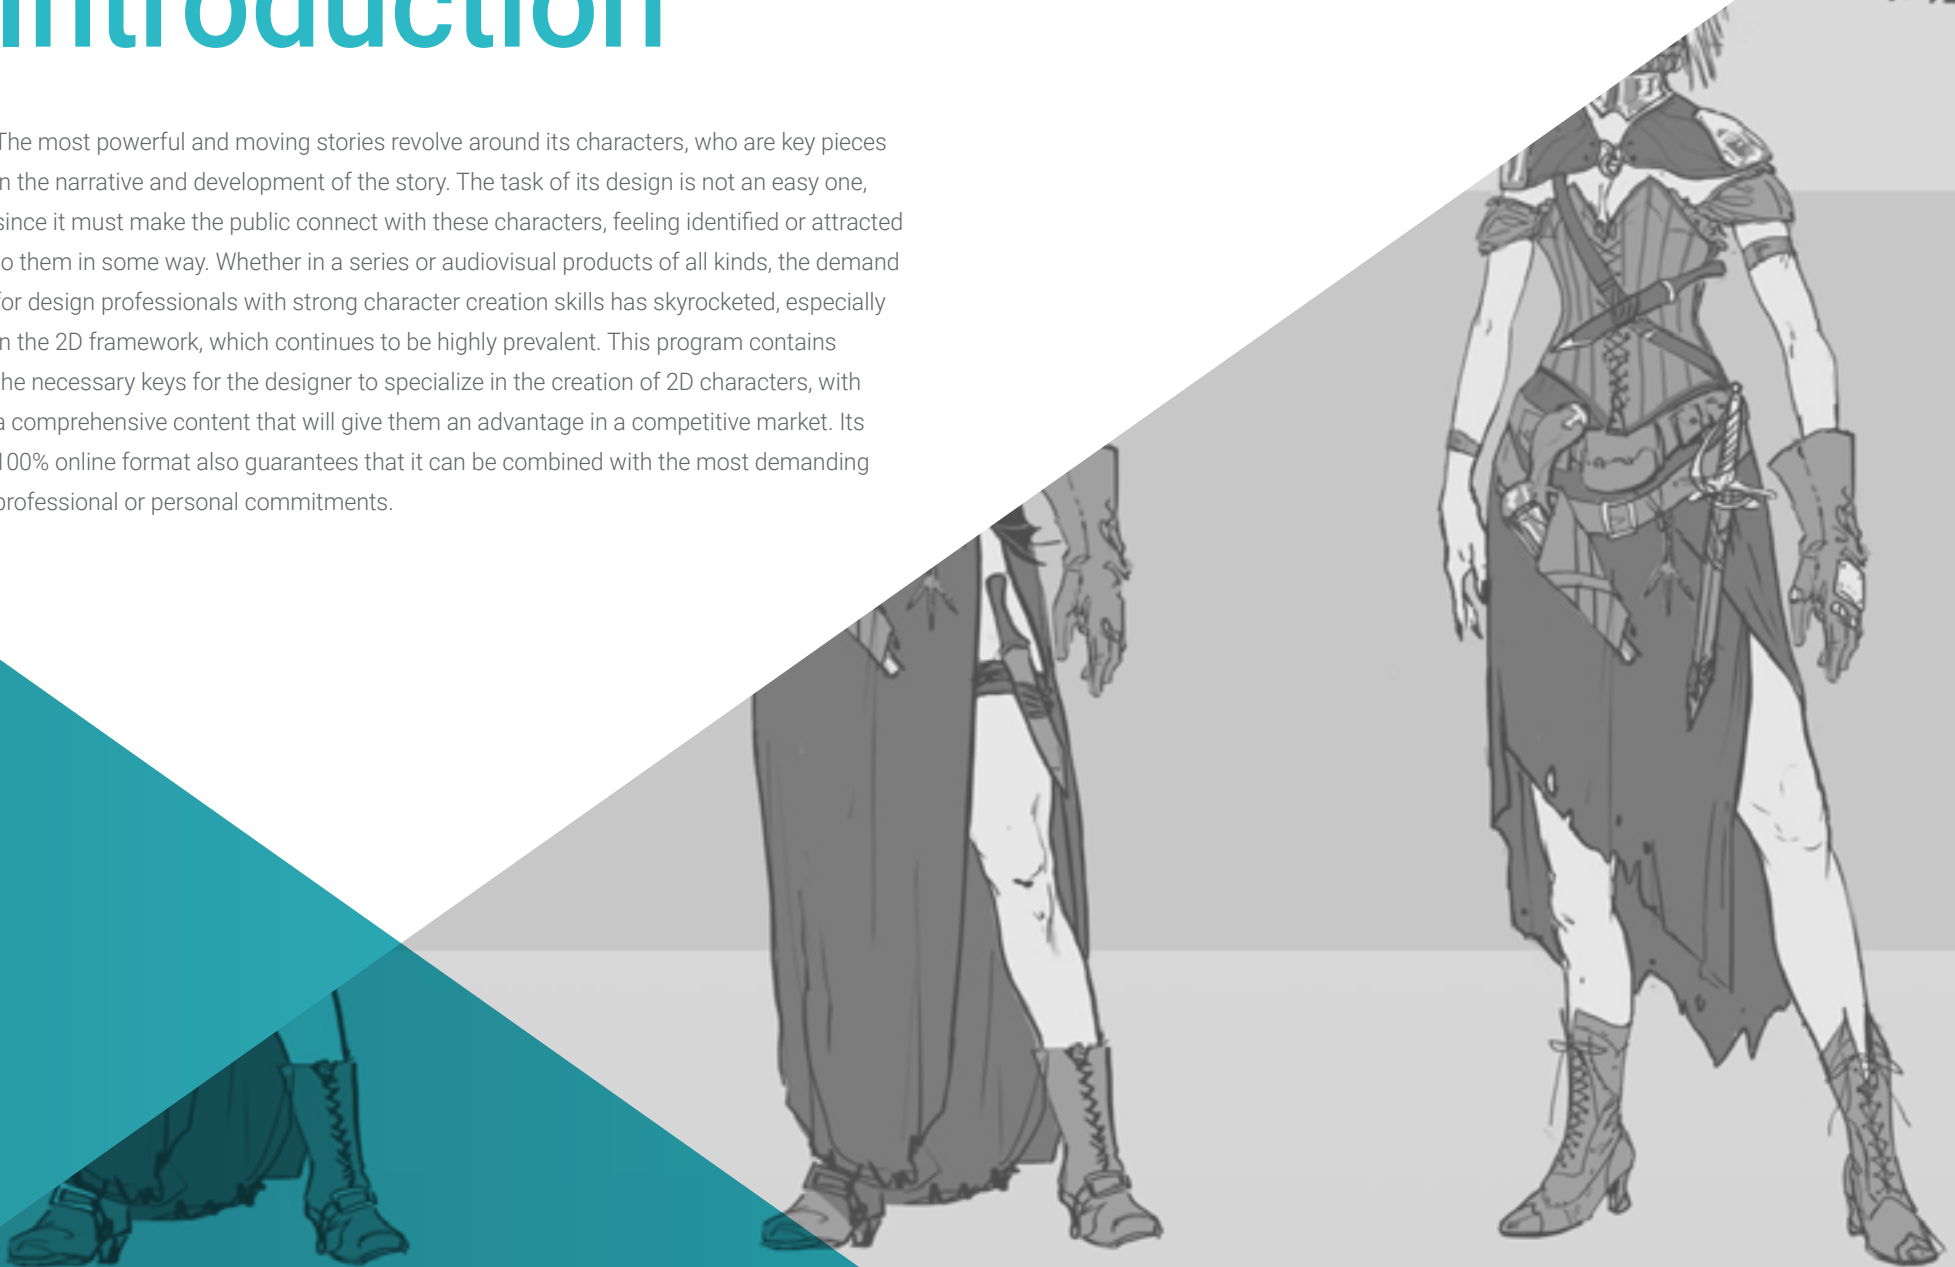 Introduction
The most powerful and moving stories revolve around its characters, who are key pieces
in the narrative and development of the story. The task of its design is not an easy one,
since it must make the public connect with these characters, feeling identified or attracted
to them in some way. Whether in a series or audiovisual products of all kinds, the demand
for design professionals with strong character creation skills has skyrocketed, especially
in the 2D framework, which continues to be highly prevalent. This program contains
the necessary keys for the designer to specialize in the creation of 2D characters, with
a comprehensive content that will give them an advantage in a competitive market. Its
100% online format also guarantees that it can be combined with the most demanding
professional or personal commitments.